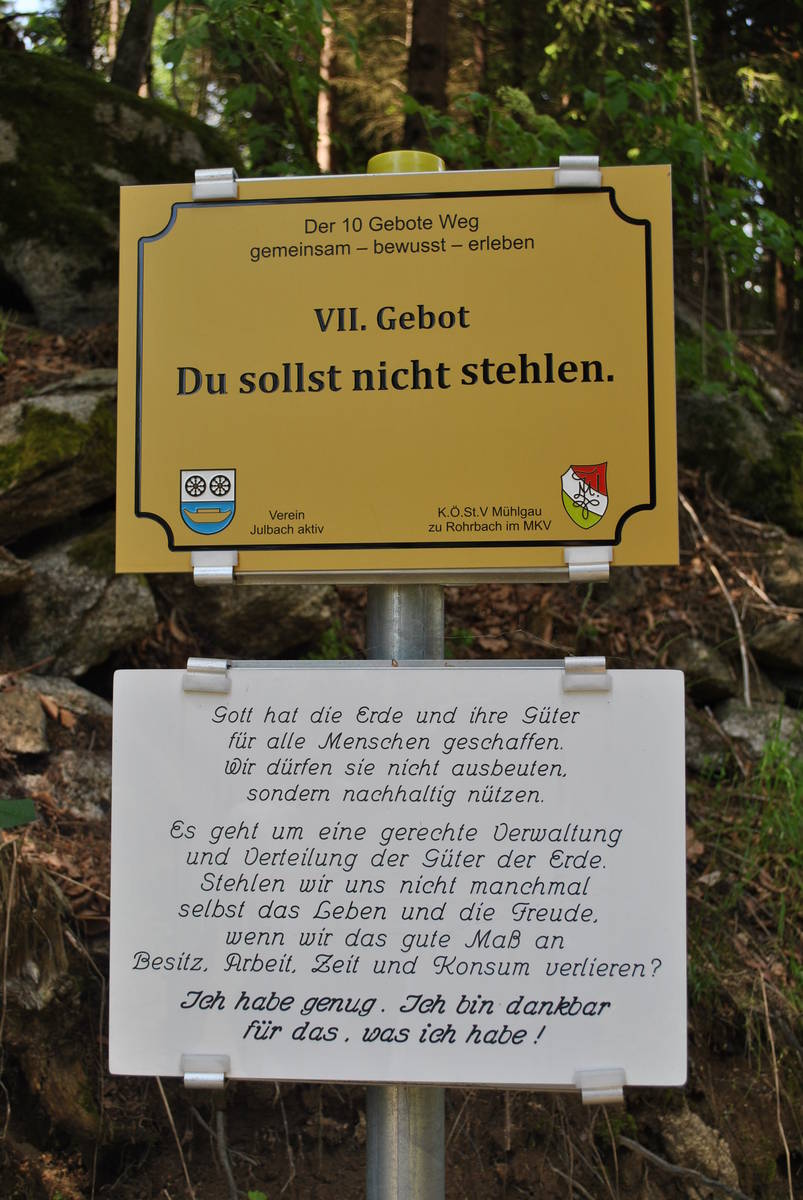 Der 10 Gebote Weg
gemeinsam – bewusst – erleben
VII. Gebot
Du sollst nicht stehlen.
Verein
Julbach aktiv
K.Ö.St.V Mühlgau
zu Rohrbach im MKV
Gott hat die Erde und ihre Güter
für alle Menschen geschaffen.
Wir dürfen sie nicht ausbeuten,
sondern nachhaltig nützen.
Es geht um eine gerechte Verwaltung
und Verteilung der Güter der Erde.
Stehlen wir uns nicht manchmal
selbst das Leben und die Freude,
wenn wir das gute Maß an
Besitz, Arbeit, Zeit und Konsum verlieren?
Ich habe genug. Ich bin dankbar
für das, was ich habe!